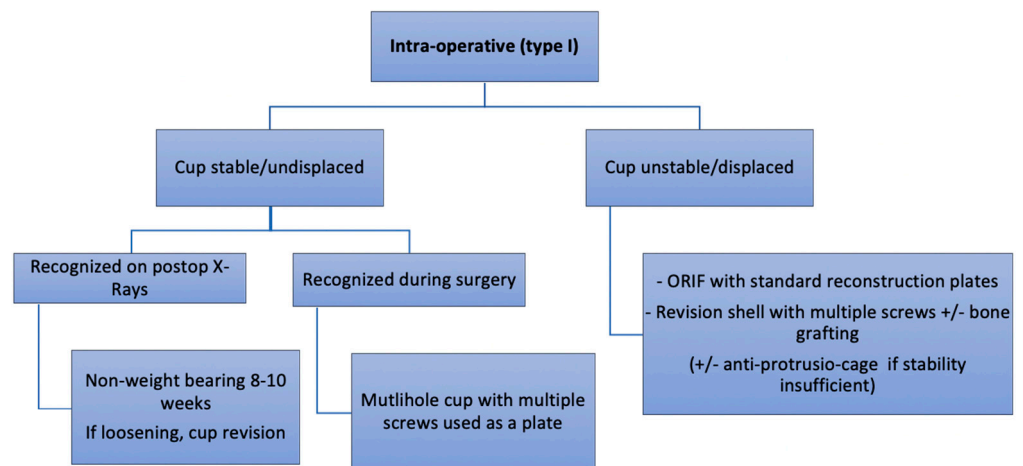 Intra-operative (type I)
Cup stable/undisplaced
Cup unstable/displaced
Recognized on postop X-
Rays
Recognized during surgery
Non-weight bearing 8-10
weeks
If loosening, cup revision
Mutlihole cup with multiple
screws used as a plate
- ORIF with standard reconstruction plates
- Revision shell with multiple screws +/- bone
grafting
(+/- anti-protrusio-cage if stability
insufficient)